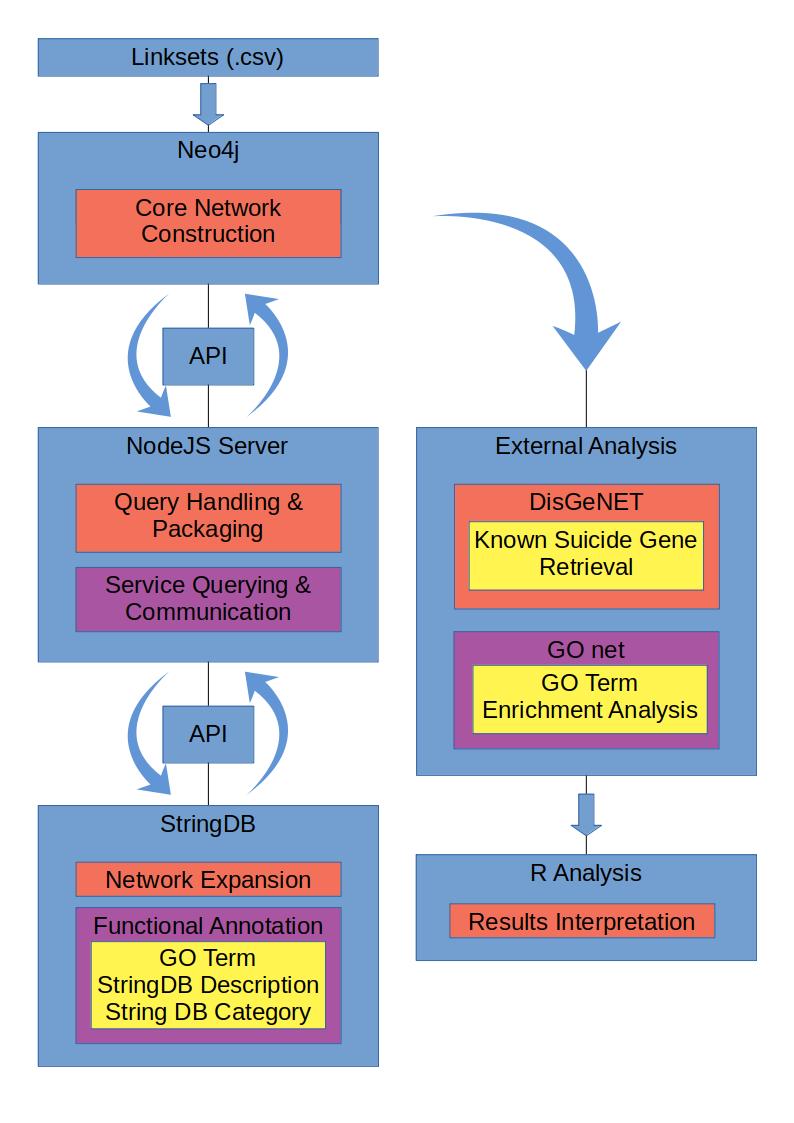 Linksets (.csv)
Neo4j
Core Network
Construction
API
NodeJS Server
Query Handling &
Packaging
Service Querying &
Communication
API
StringDB
Network Expansion
Functional Annotation
GO Term
StringDB Description
String DB Category
External Analysis
DisGeNET
Known Suicide Gene
Retrieval
GO net
GO Term
Enrichment Analysis
R Analysis
Results Interpretation